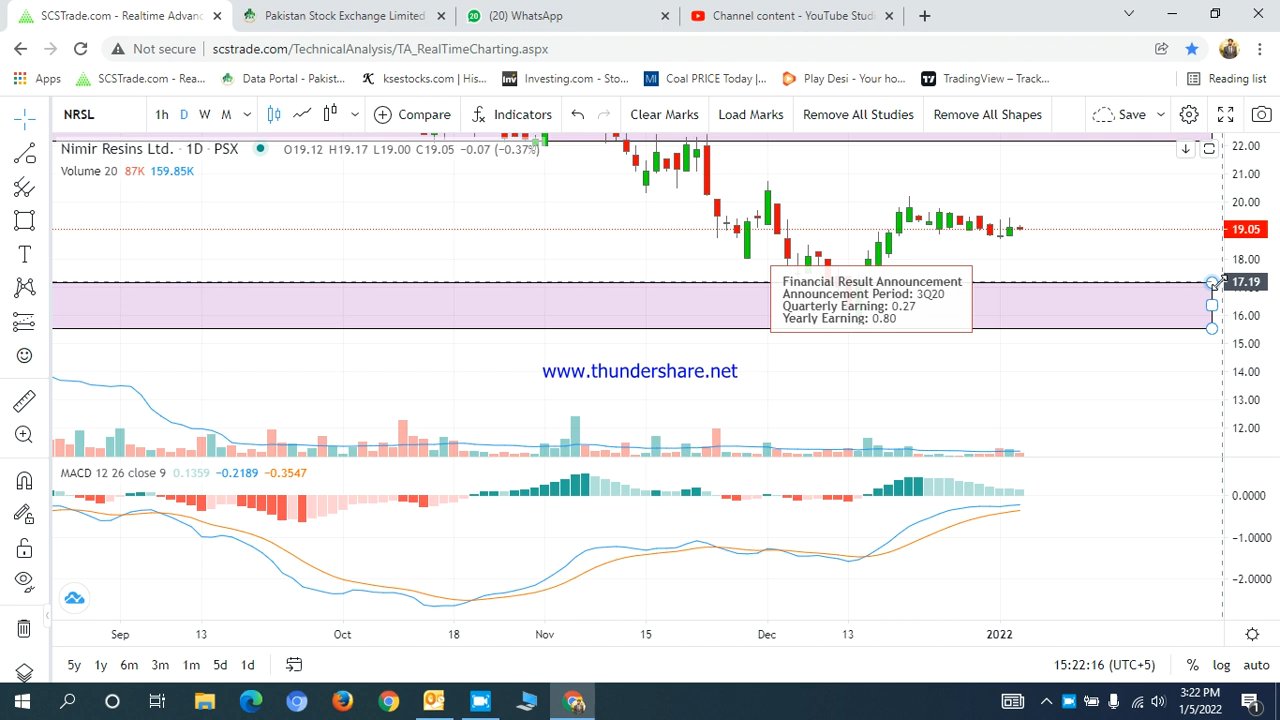 SCSTrade.com - Realtime Advanc
Pakistan Stock Exchange Limited
(20) WhatsApp
Channel content - YouTube Studi
Not secure
scstrade.com/TechnicalAnalysis/TA_RealTimeCharting.aspx
Apps
SCSTrade.com - Rea...
Data Portal - Pakist...
ksestocks.com | His...
Investing.com - Sto...
Coal PRICE Today |...
Play Desi - Your ho...
TradingView – Track...
Reading list
NRSL
1h
D
W
M
Compare
Indicators
Clear Marks
Load Marks
Remove All Studies
Remove All Shapes
Save
Nimir Resins Ltd. · 1D · PSX
O19.12 H19.17 L19.00 C19.05 −0.07 (−0.37%)
Volume 20 87K 159.85K
22.00
21.00
20.00
19.05
18.00
17.19
16.00
15.00
14.00
13.00
12.00
Financial Result Announcement
Announcement Period: 3Q20
Quarterly Earning: 0.27
Yearly Earning: 0.80
www.thundershare.net
MACD 12 26 close 9 0.1359 −0.2189 −0.3547
0.0000
−1.0000
−2.0000
Sep
13
Oct
18
Nov
15
Dec
13
2022
5y
1y
6m
3m
1m
5d
1d
15:22:16 (UTC+5)
%
log
auto
3:22 PM
1/5/2022